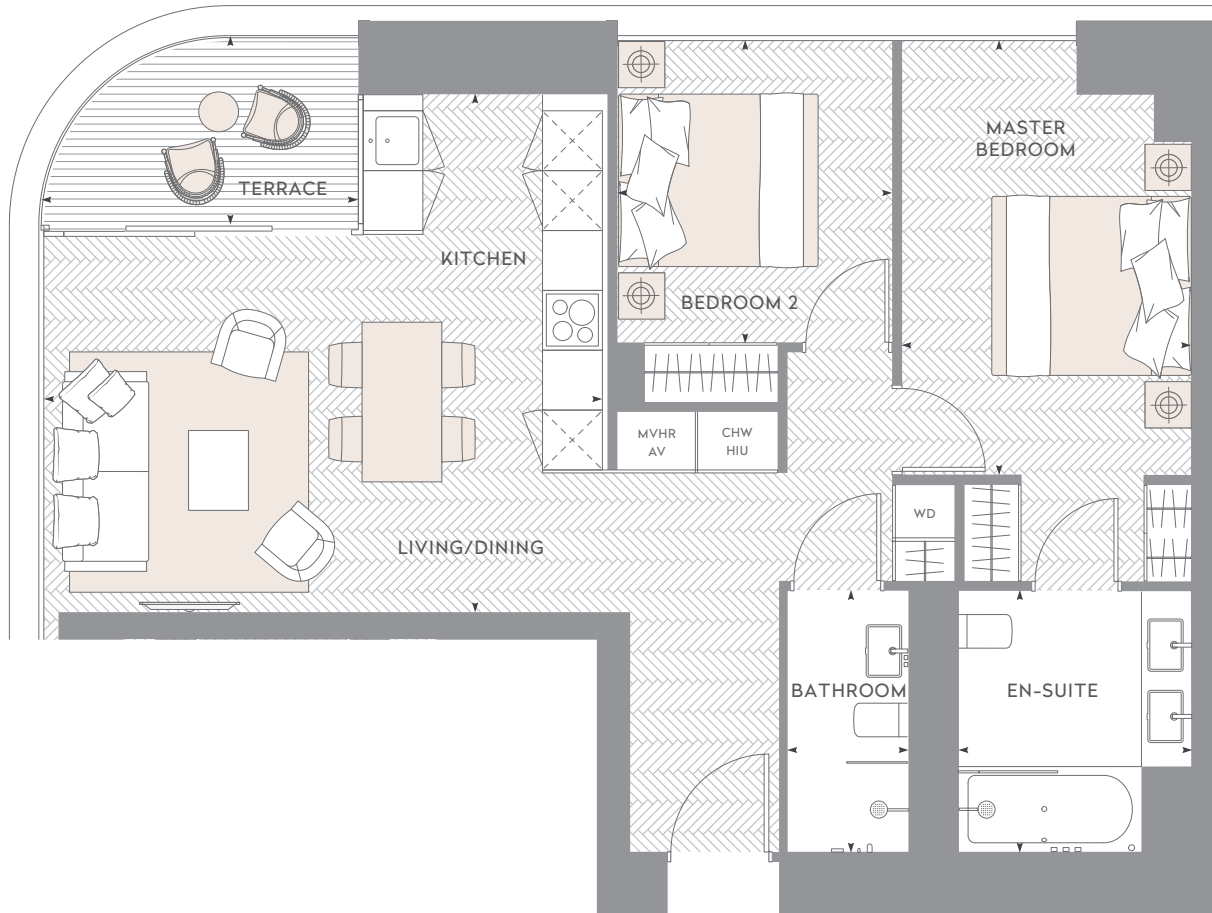 MASTER
BEDROOM
TERRACE
KITCHEN
BEDROOM 2
MVHR
AV
CHW
HIU
WD
LIVING/DINING
BATHROOM
EN-SUITE